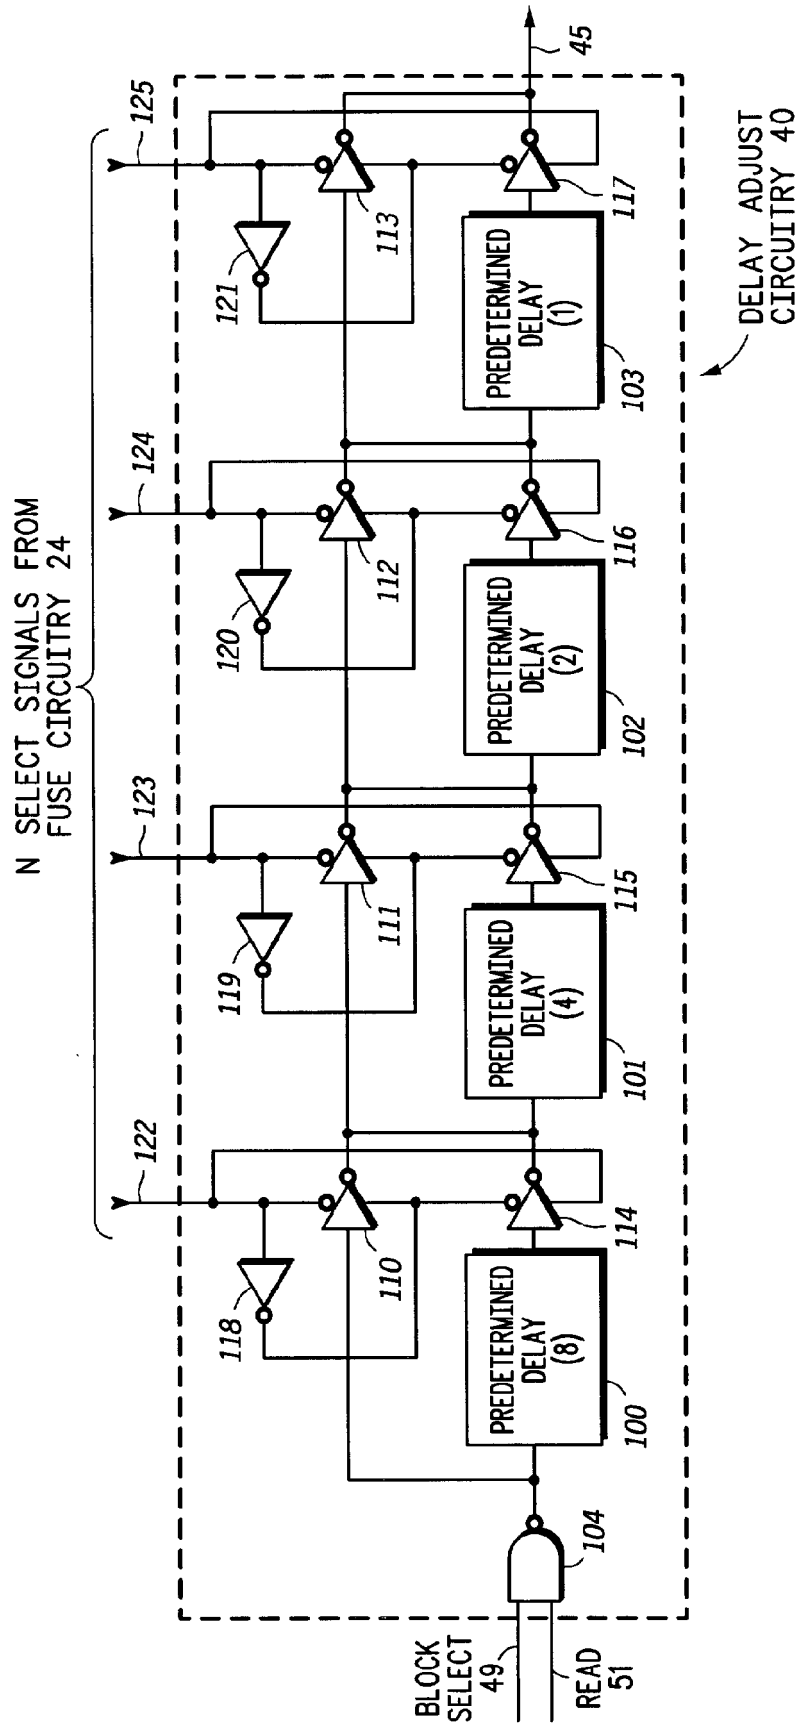 N SELECT SIGNALS FROM
FUSE CIRCUITRY 24
122
123
124
125
118
119
120
121
110
111
112
113
114
115
116
117
PREDETERMINED
DELAY
(8)
100
PREDETERMINED
DELAY
(4)
101
PREDETERMINED
DELAY
(2)
102
PREDETERMINED
DELAY
(1)
103
104
45
BLOCK
SELECT
49
READ
51
DELAY ADJUST
CIRCUITRY 40